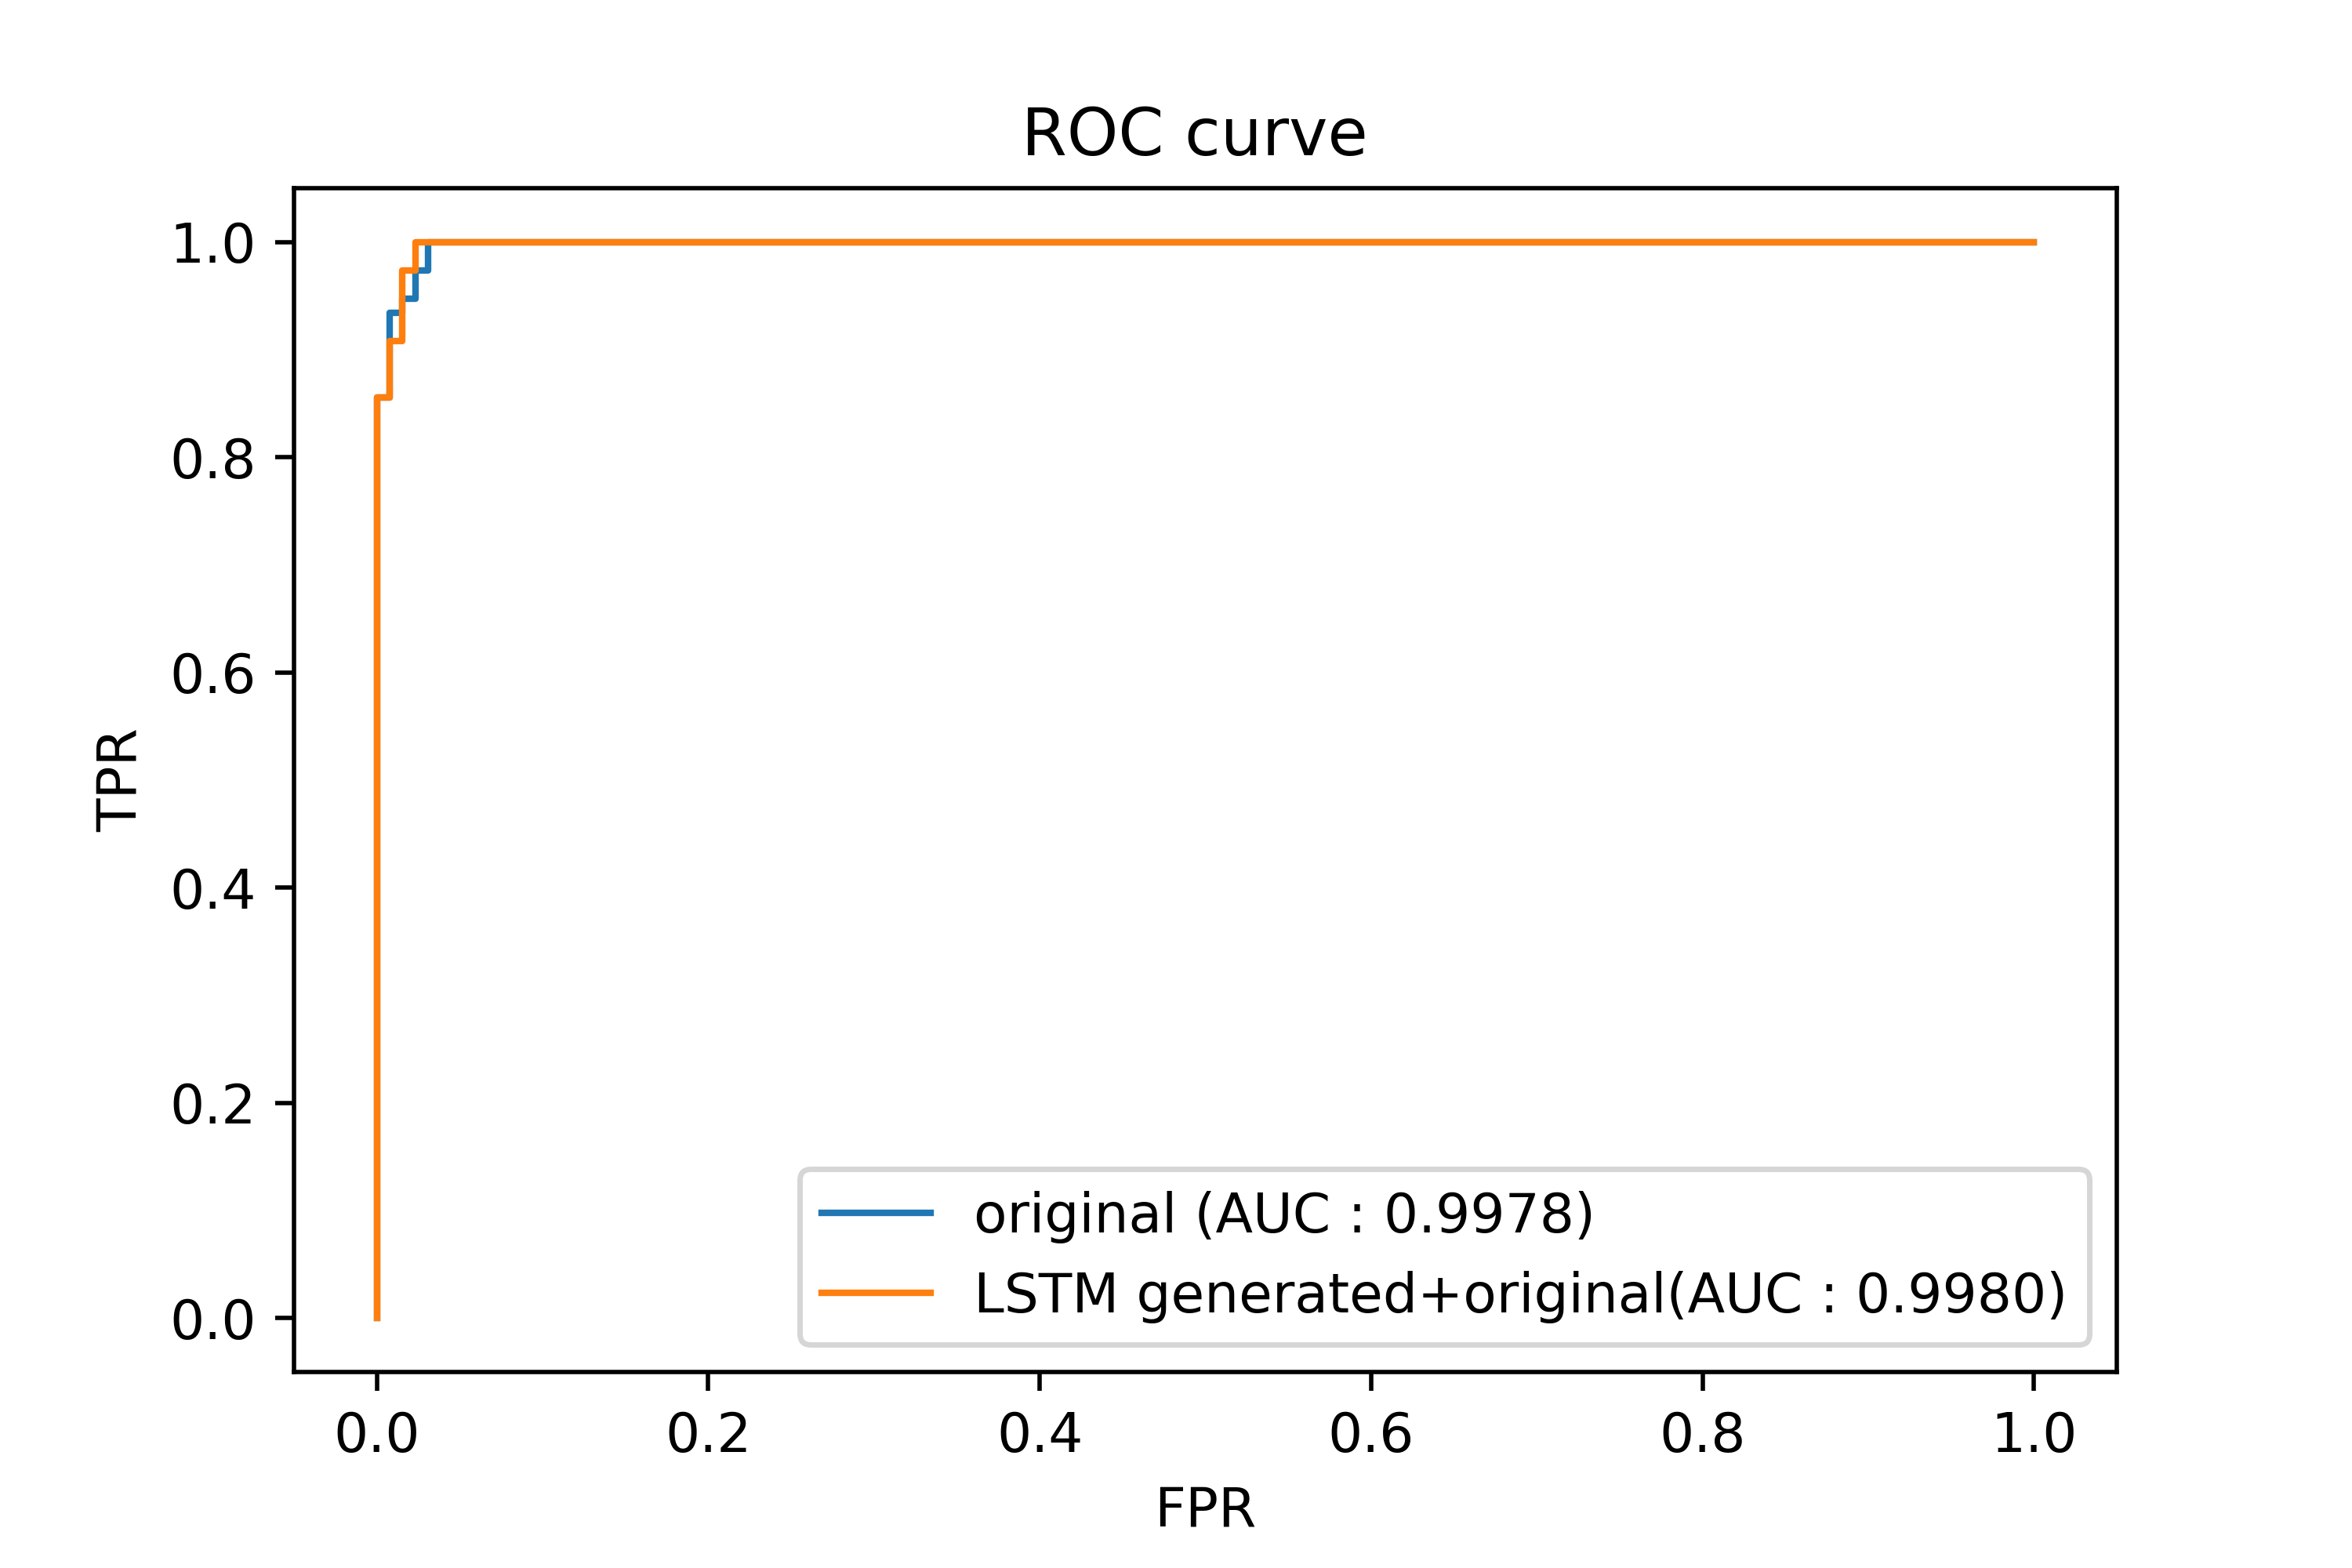 ROC curve
1.0
0.8
0.6
0.4
0.2
0.0
TPR
original (AUC : 0.9978)
LSTM generated+original(AUC : 0.9980)
0.0 0.2 0.4 0.6 0.8 1.0
FPR